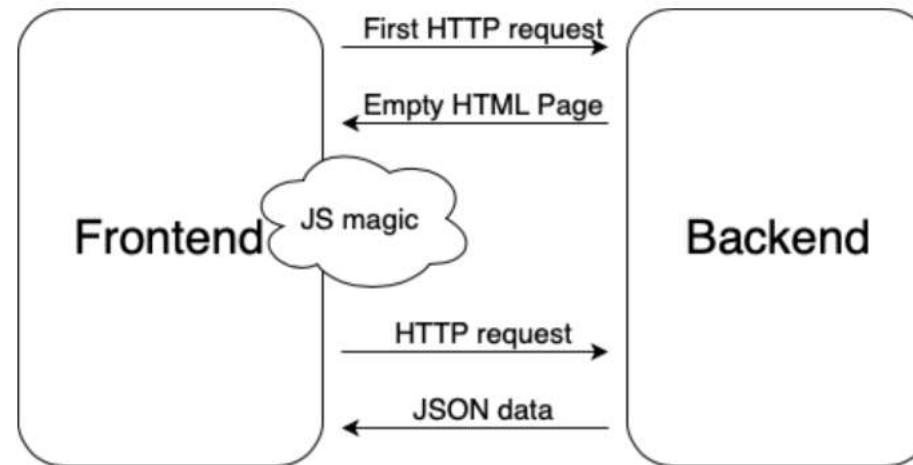 First HTTP request
Empty HTML Page
JS magic
Frontend
Backend
HTTP request
JSON data